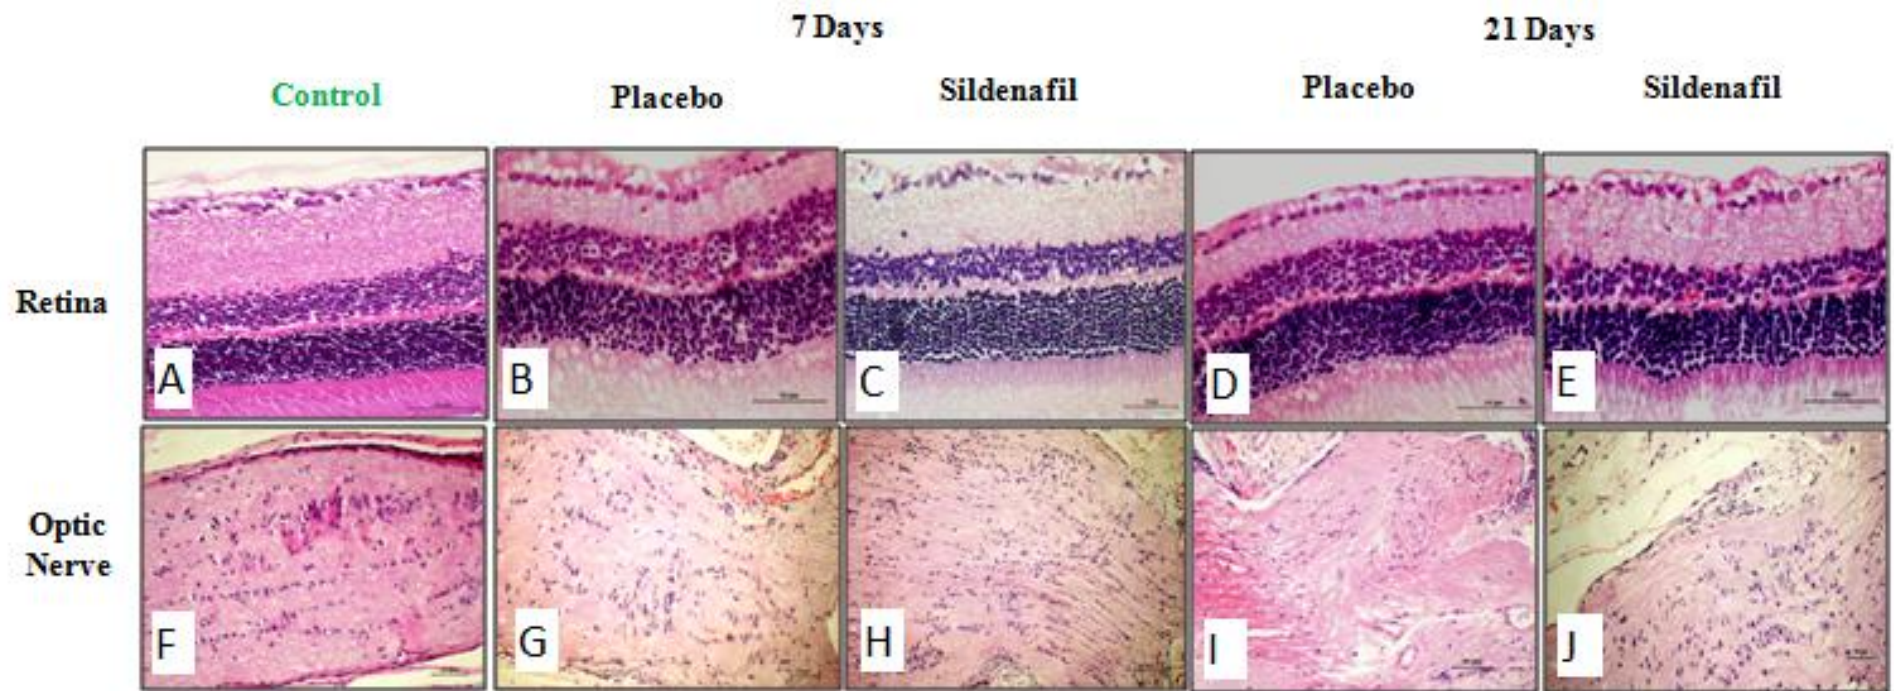 7 Days
21 Days
Control
Placebo
Sildenafil
Placebo
Sildenafil
Retina
A
B
C
D
E
Optic
Nerve
F
G
H
I
J